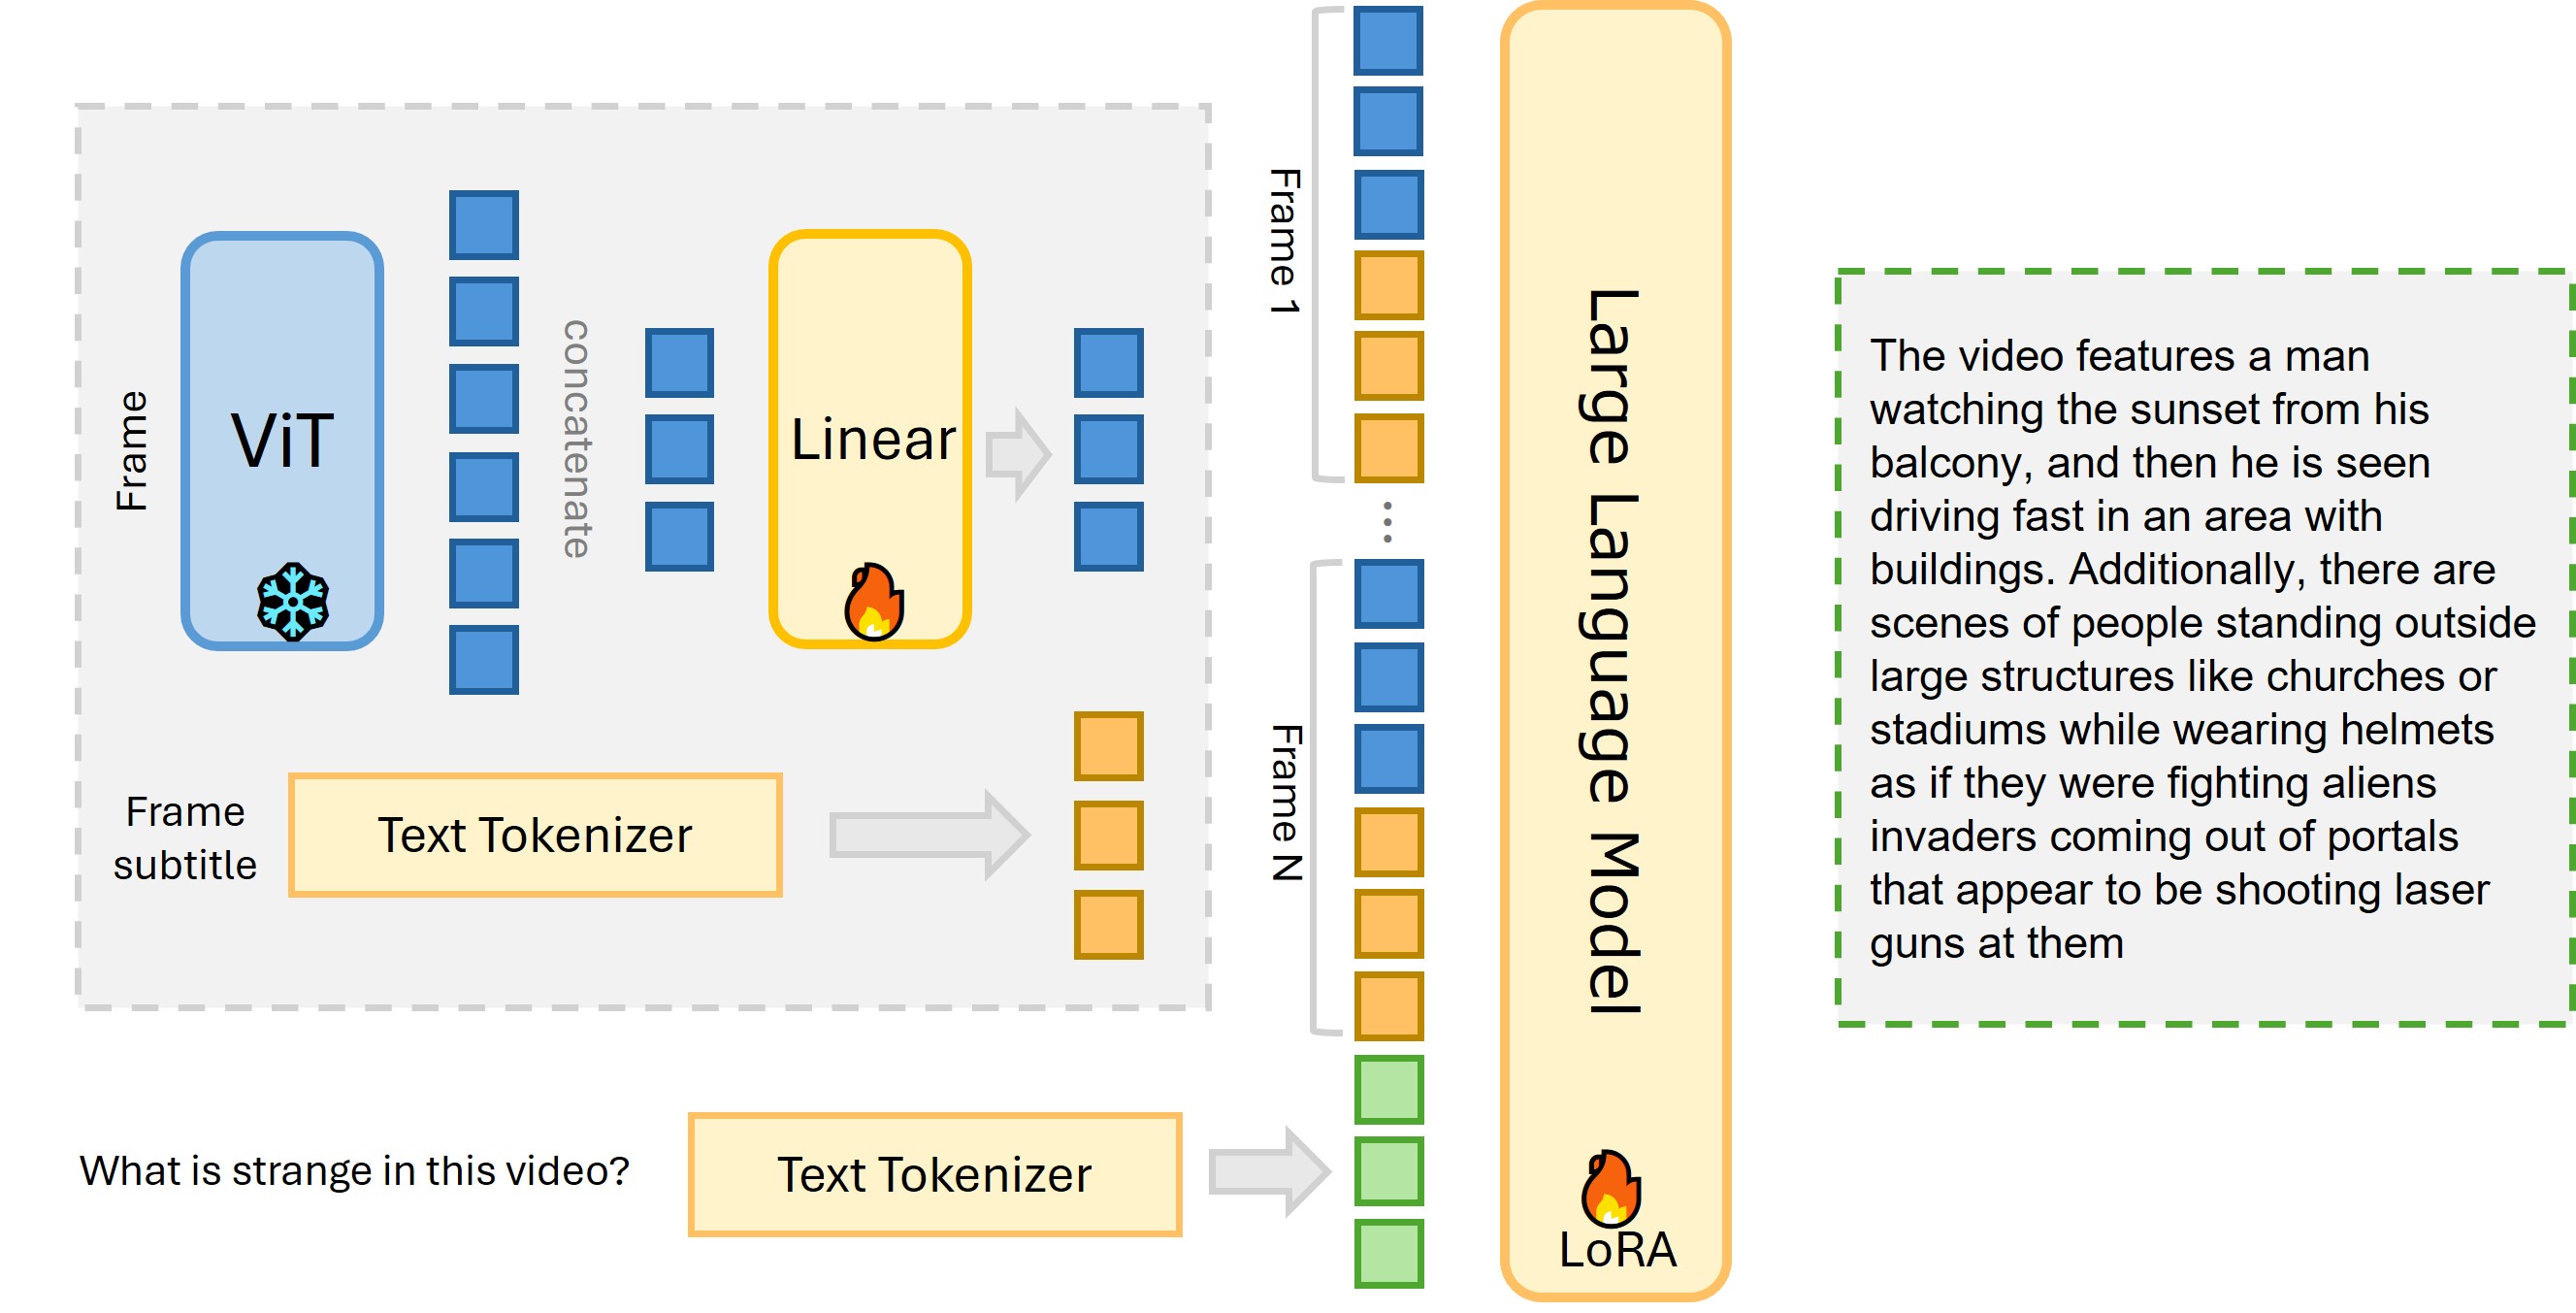 Frame
ViT
concatenate
Linear
Frame
subtitle
Text Tokenizer
What is strange in this video?
Text Tokenizer
Frame 1
Frame N
Large Language Model
LoRA
The video features a man
watching the sunset from his
balcony, and then he is seen
driving fast in an area with
buildings. Additionally, there are
scenes of people standing outside
large structures like churches or
stadiums while wearing helmets
as if they were fighting aliens
invaders coming out of portals
that appear to be shooting laser
guns at them